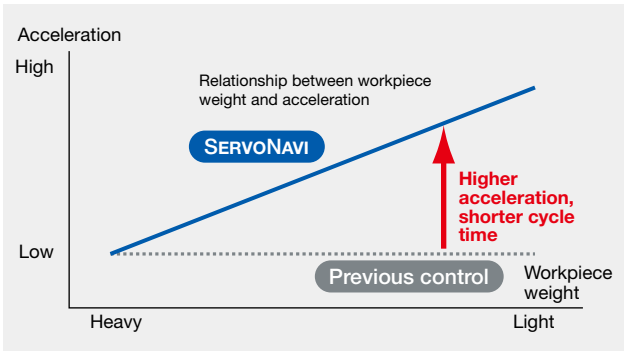 Acceleration
High
Relationship between workpiece
weight and acceleration
SERVONAVI
Higher
acceleration,
shorter cycle
time
Low
Previous control
Workpiece
weight
Heavy
Light